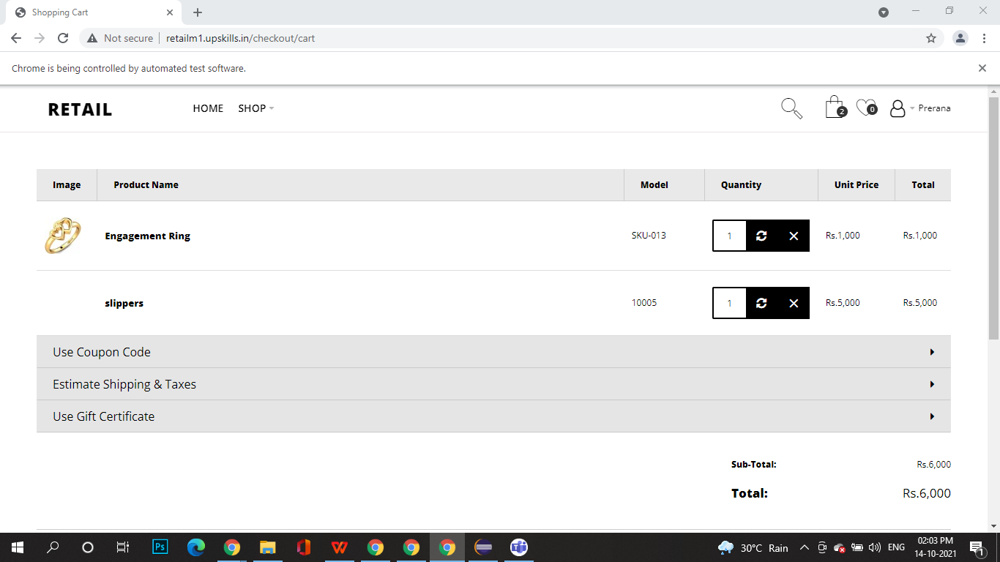 Shopping Cart
Not secure retailm1.upskills.in/checkout/cart
Chrome is being controlled by automated test software.
RETAIL HOME SHOP 2 0 Prerana
Image Product Name Model Quantity Unit Price Total
Engagement Ring SKU-013 1 Rs.1,000 Rs.1,000
slippers 10005 1 Rs.5,000 Rs.5,000
Use Coupon Code
Estimate Shipping & Taxes
Use Gift Certificate
Sub-Total: Rs.6,000
Total: Rs.6,000
Ps W 30°C Rain ENG 02:03 PM
14-10-2021 1